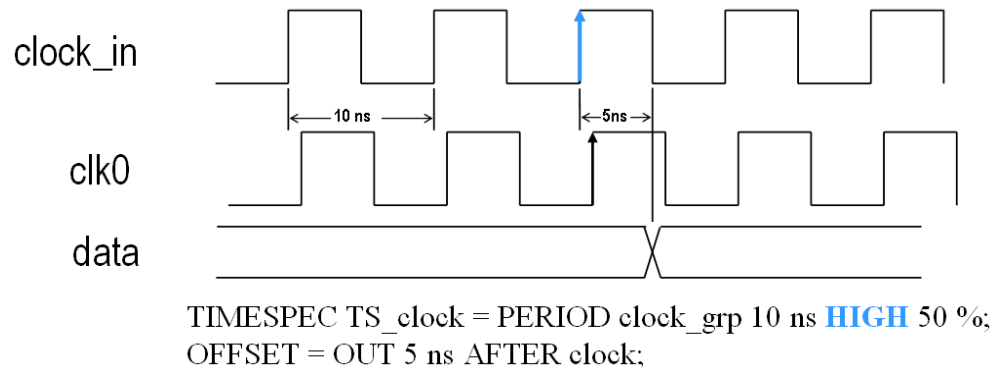 clock_in
10 ns
5ns
clk0
data
TIMESPEC TS_clock = PERIOD clock_grp 10 ns HIGH 50 %;
OFFSET = OUT 5 ns AFTER clock;